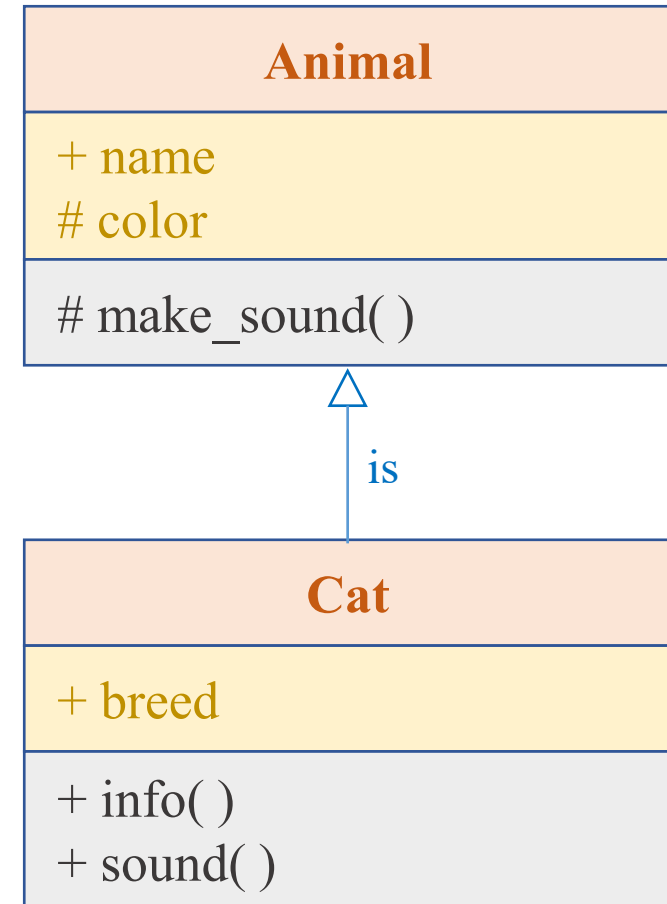 Animal
+ name
# color
# make_sound( )
is
Cat
+ breed
+ info( )
+ sound( )